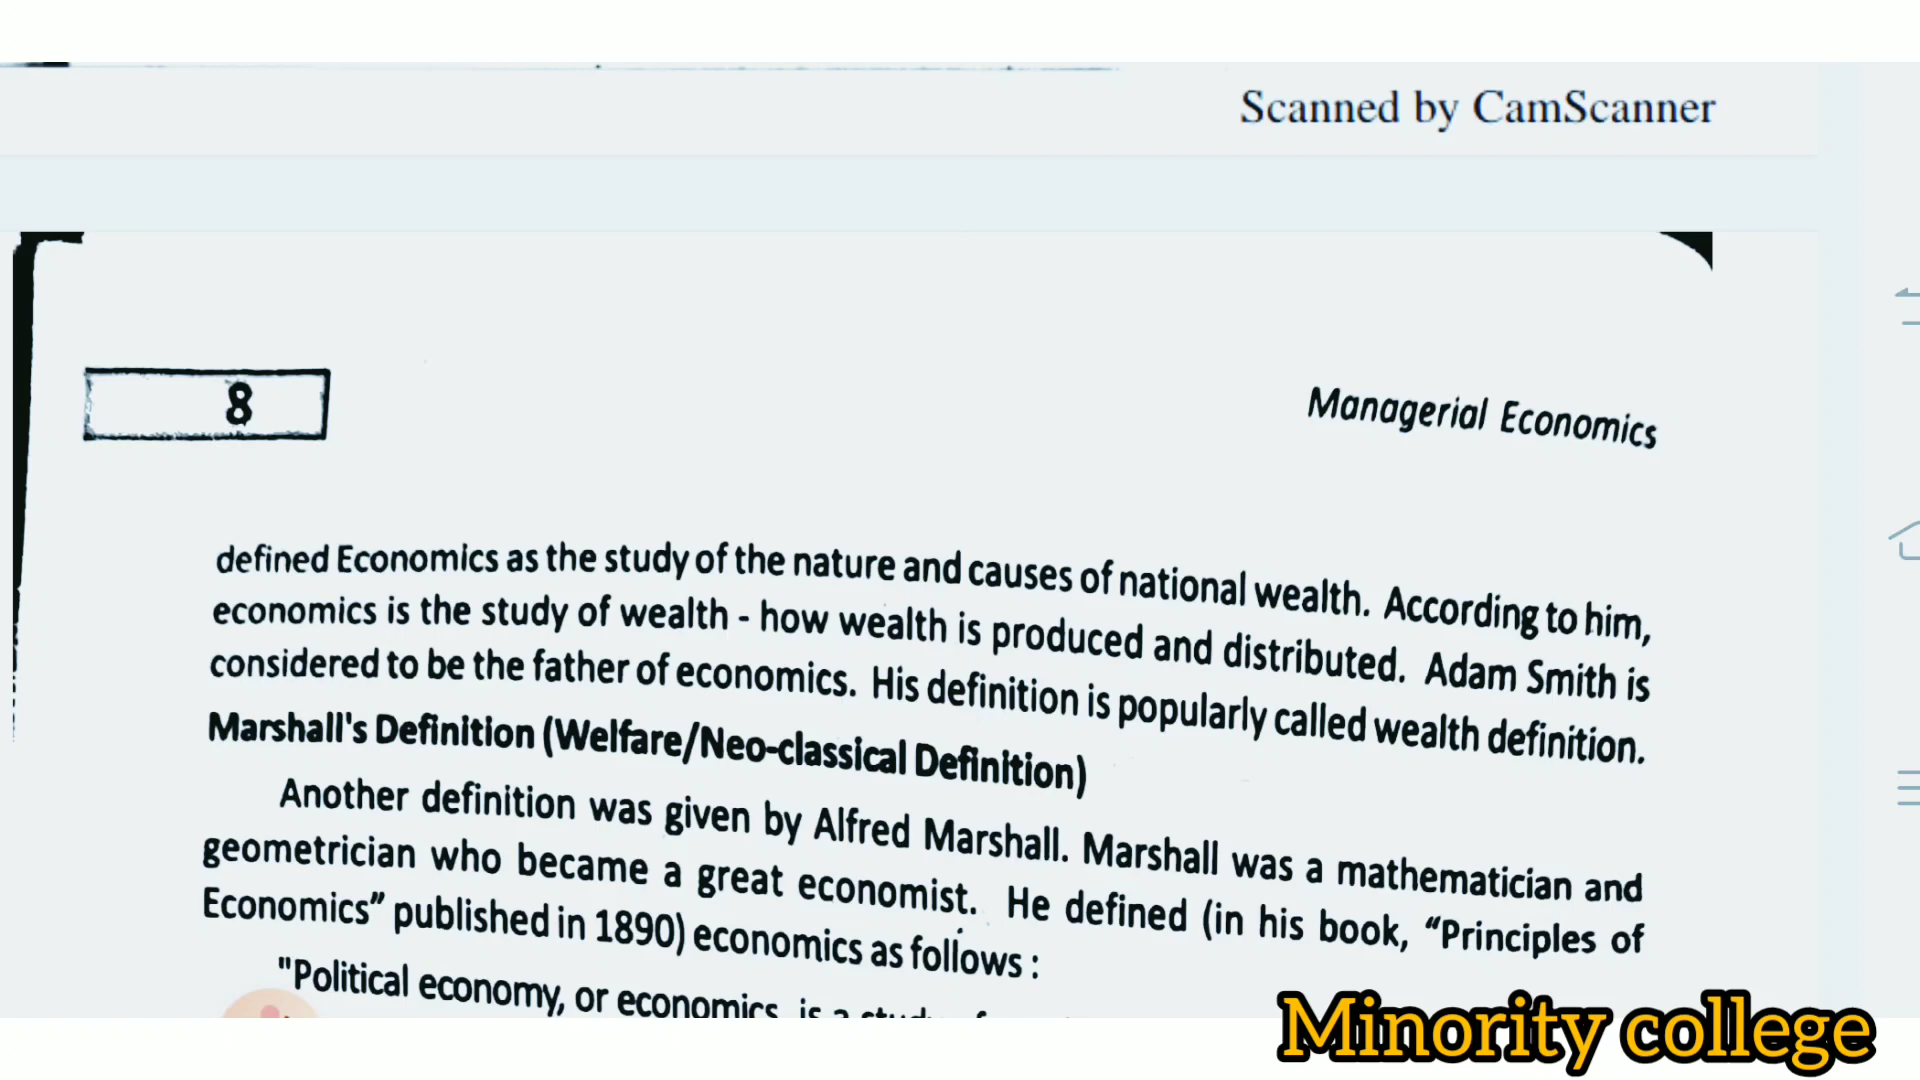 Scanned by CamScanner
8
Managerial Economics
defined Economics as the study of the nature and causes of national wealth. According to him,
economics is the study of wealth - how wealth is produced and distributed. Adam Smith is
considered to be the father of economics. His definition is popularly called wealth definition.
Marshall's Definition (Welfare/Neo-classical Definition)
Another definition was given by Alfred Marshall. Marshall was a mathematician and
geometrician who became a great economist. He defined (in his book, “Principles of
Economics” published in 1890) economics as follows :
"Political economy, or economics, is a study
Minority college